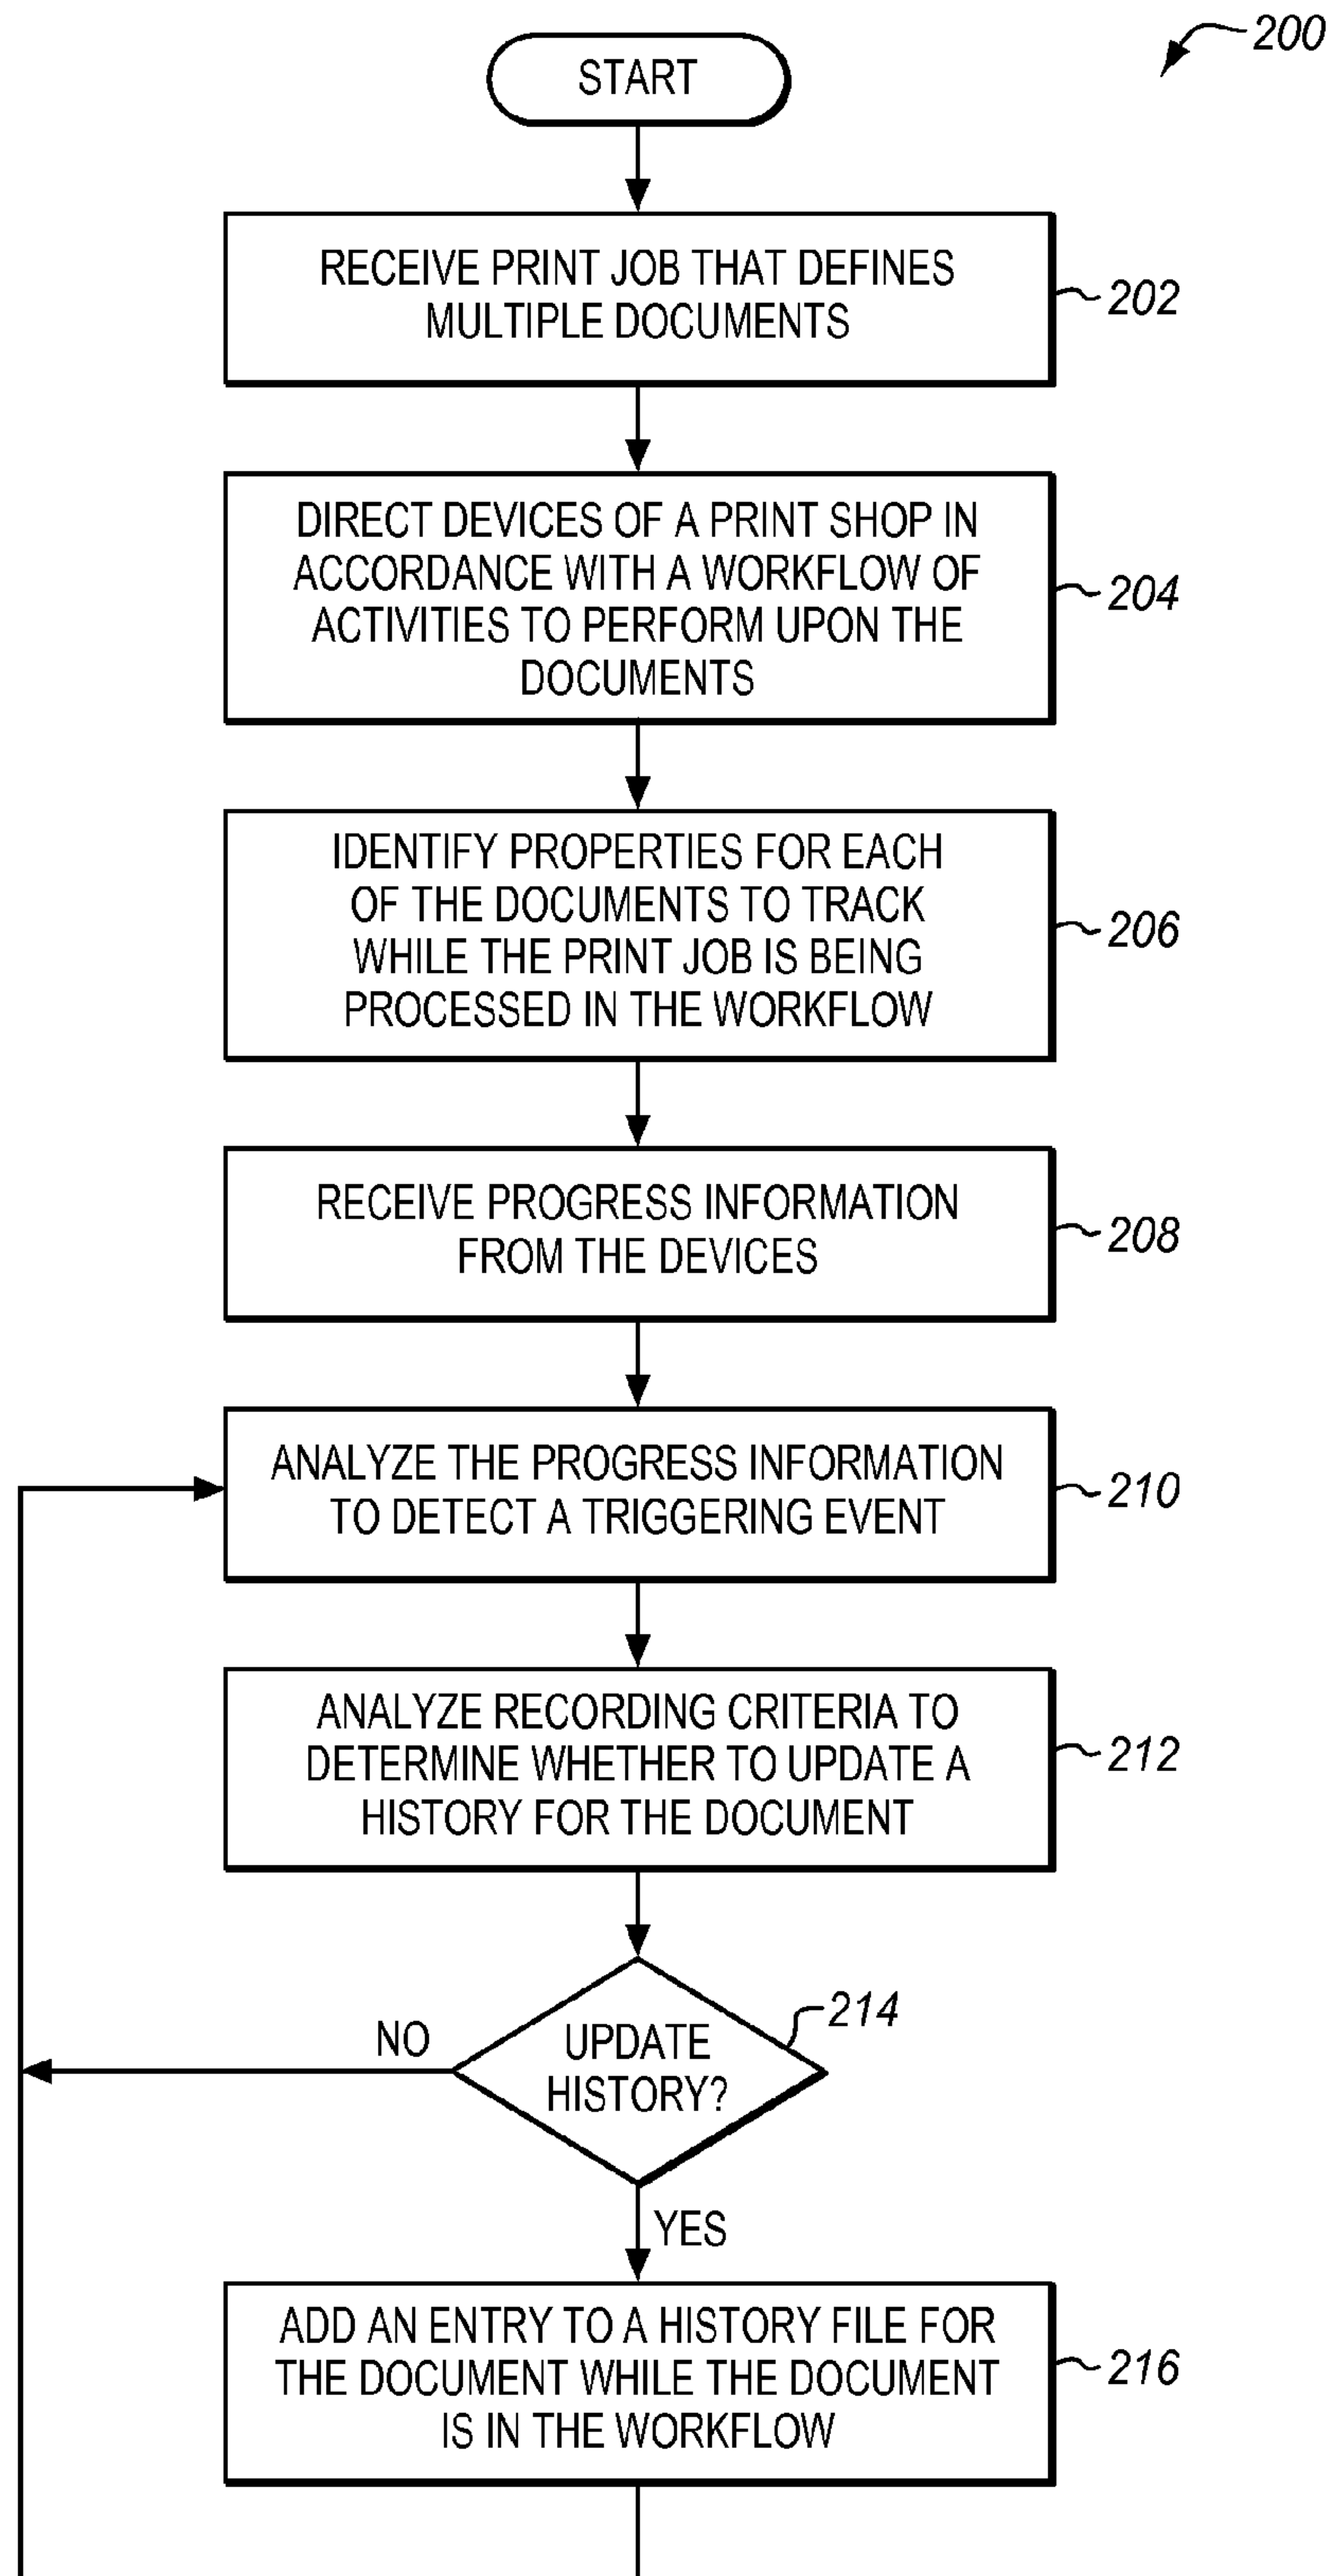 200
START
RECEIVE PRINT JOB THAT DEFINES
MULTIPLE DOCUMENTS
202
DIRECT DEVICES OF A PRINT SHOP IN
ACCORDANCE WITH A WORKFLOW OF
ACTIVITIES TO PERFORM UPON THE
DOCUMENTS
204
IDENTIFY PROPERTIES FOR EACH
OF THE DOCUMENTS TO TRACK
WHILE THE PRINT JOB IS BEING
PROCESSED IN THE WORKFLOW
206
RECEIVE PROGRESS INFORMATION
FROM THE DEVICES
208
ANALYZE THE PROGRESS INFORMATION
TO DETECT A TRIGGERING EVENT
210
ANALYZE RECORDING CRITERIA TO
DETERMINE WHETHER TO UPDATE A
HISTORY FOR THE DOCUMENT
212
UPDATE
HISTORY?
214
NO
YES
ADD AN ENTRY TO A HISTORY FILE FOR
THE DOCUMENT WHILE THE DOCUMENT
IS IN THE WORKFLOW
216